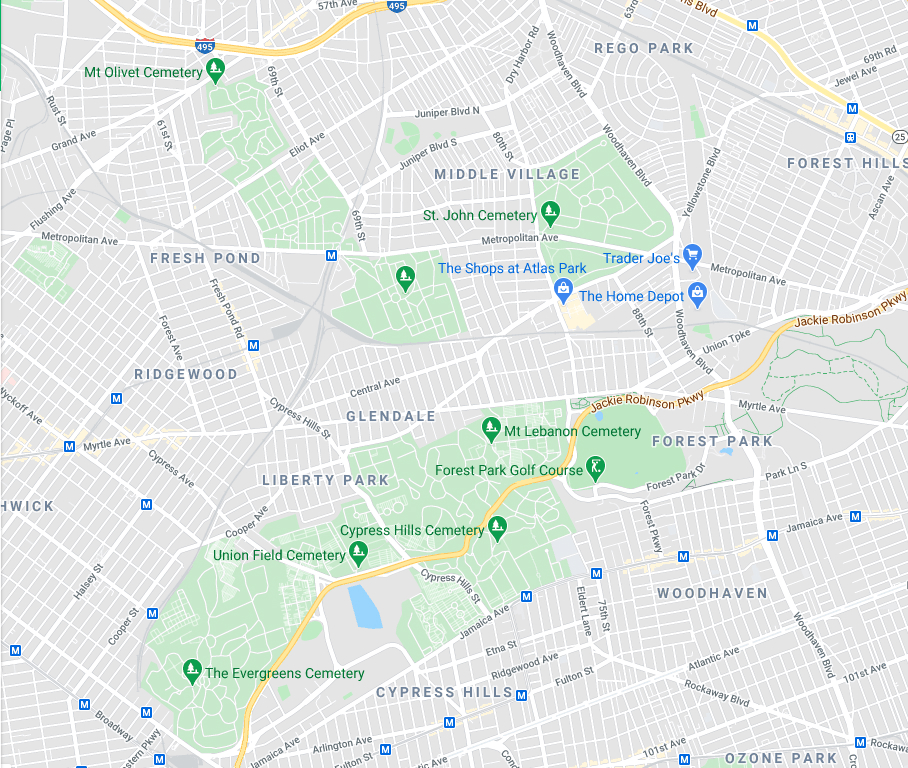 57th Ave
495
495
63rd
ns Blvd
M
REGO PARK
Dry Harbor Rd
Woodhaven Blvd
69th Rd
Jewel Ave
Mt Olivet Cemetery
69th St
Rust St
Page Pl
Grand Ave
61st St
Eliot Ave
Juniper Blvd N
Juniper Blvd S
80th St
Woodhaven Blvd
M
25
FOREST HILLS
MIDDLE VILLAGE
Yellowstone Blvd
Ascan Ave
Flushing Ave
69th St
St. John Cemetery
Metropolitan Ave
Metropolitan Ave
FRESH POND
M
The Shops at Atlas Park
Trader Joe's
Metropolitan Ave
The Home Depot
Fresh Pond Rd
Forest Ave
88th St
Woodhaven Blvd
Union Tpke
Jackie Robinson Pkwy
M
RIDGEWOOD
M
Central Ave
Wyckoff Ave
Cypress Hills St
GLENDALE
Jackie Robinson Pkwy
Myrtle Ave
M
Myrtle Ave
Mt Lebanon Cemetery
FOREST PARK
Cypress Ave
LIBERTY PARK
Forest Park Golf Course
Forest Park Dr
Park Ln S
HWICK
M
Cooper Ave
Cypress Hills Cemetery
Forest Pkwy
Jamaica Ave
M
M
Union Field Cemetery
M
M
Halsey St
Cypress Hills St
Eldert Lane
75th St
WOODHAVEN
M
M
Cooper St
Jamaica Ave
Woodhaven Blvd
M
Etna St
Ridgewood Ave
Atlantic Ave
101st Ave
The Evergreens Cemetery
Fulton St
CYPRESS HILLS
M
Rockaway Blvd
M
M
M
Broadway
stern Pkwy
Jamaica Ave
Arlington Ave
Fulton St
M
M
101st Ave
M
M
Rockaway
OZONE PARK